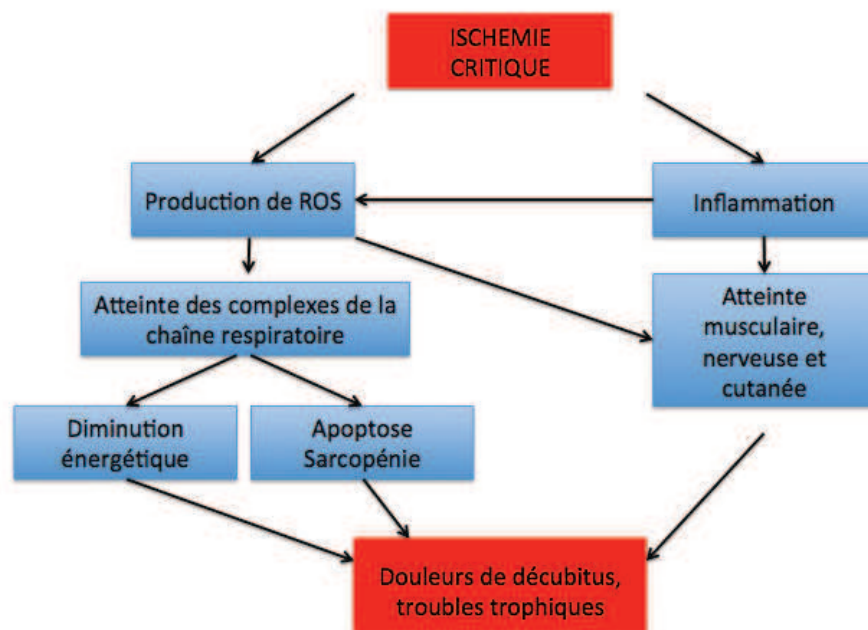 ISCHEMIE
CRITIQUE
Production de ROS
Inflammation
Atteinte des complexes de la
chaîne respiratoire
Atteinte
musculaire,
nerveuse et
cutanée
Diminution
énergétique
Apoptose
Sarcopénie
Douleurs de décubitus,
troubles trophiques